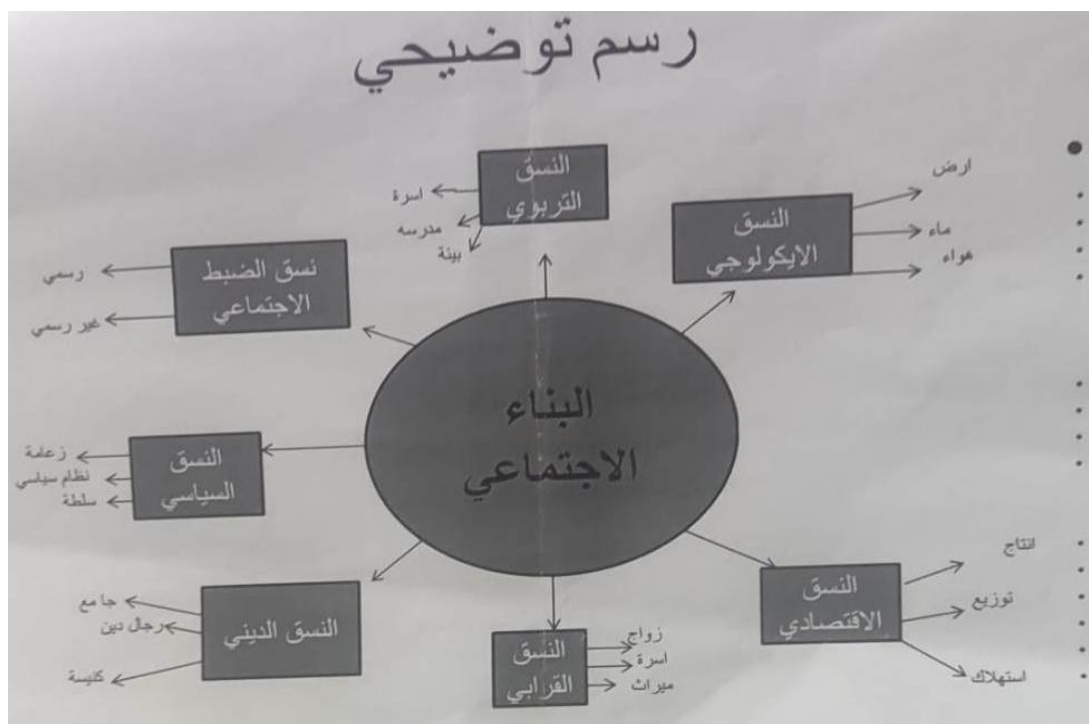 رسم توضيحي
النسق
التربوي
اسرة
مدرسه
بيئة
النسق
الايكولوجي
ارض
ماء
هواء
نسق الضبط
الاجتماعي
رسمي
غير رسمي
البناء
الاجتماعي
النسق
السياسي
زعامة
نظام سياسي
سلطة
النسق
الاقتصادي
انتاج
توزيع
استهلاك
النسق الديني
جامع
رجال دين
كنيسة
النسق
القرابي
زواج
اسرة
ميراث